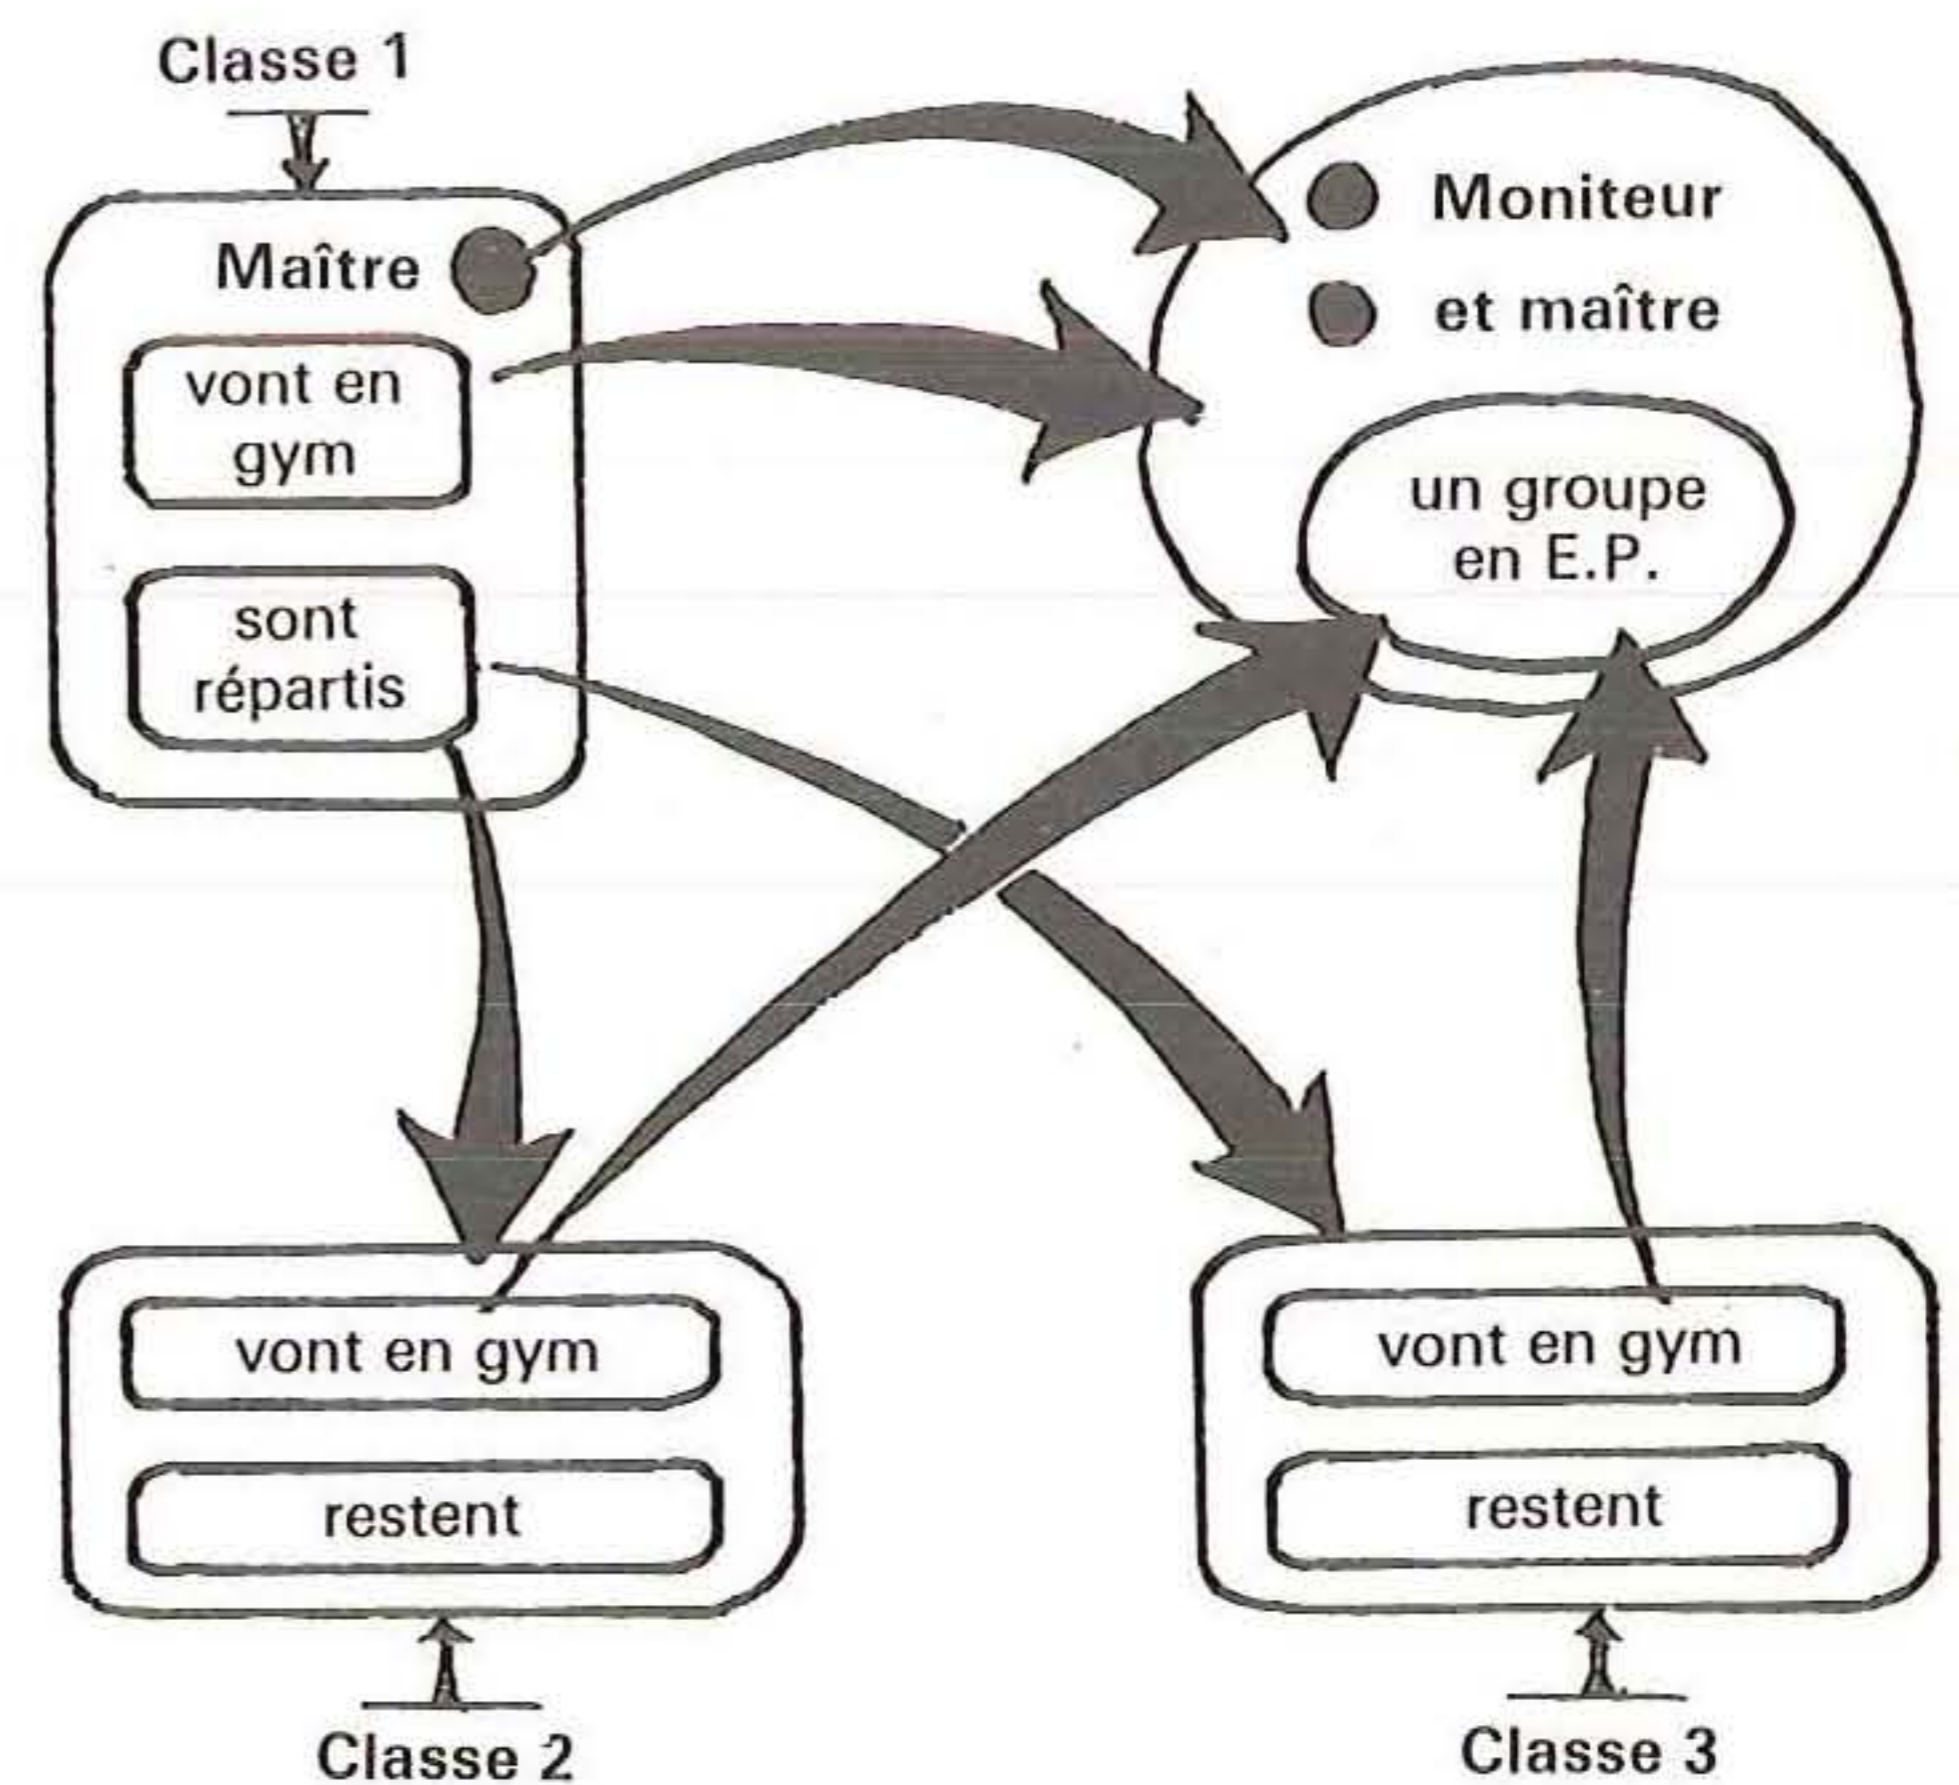 Classe 1
Maître
vont en
gym
sont
répartis
Moniteur
et maître
un groupe
en E.P.
vont en gym
restent
Classe 2
vont en gym
restent
Classe 3